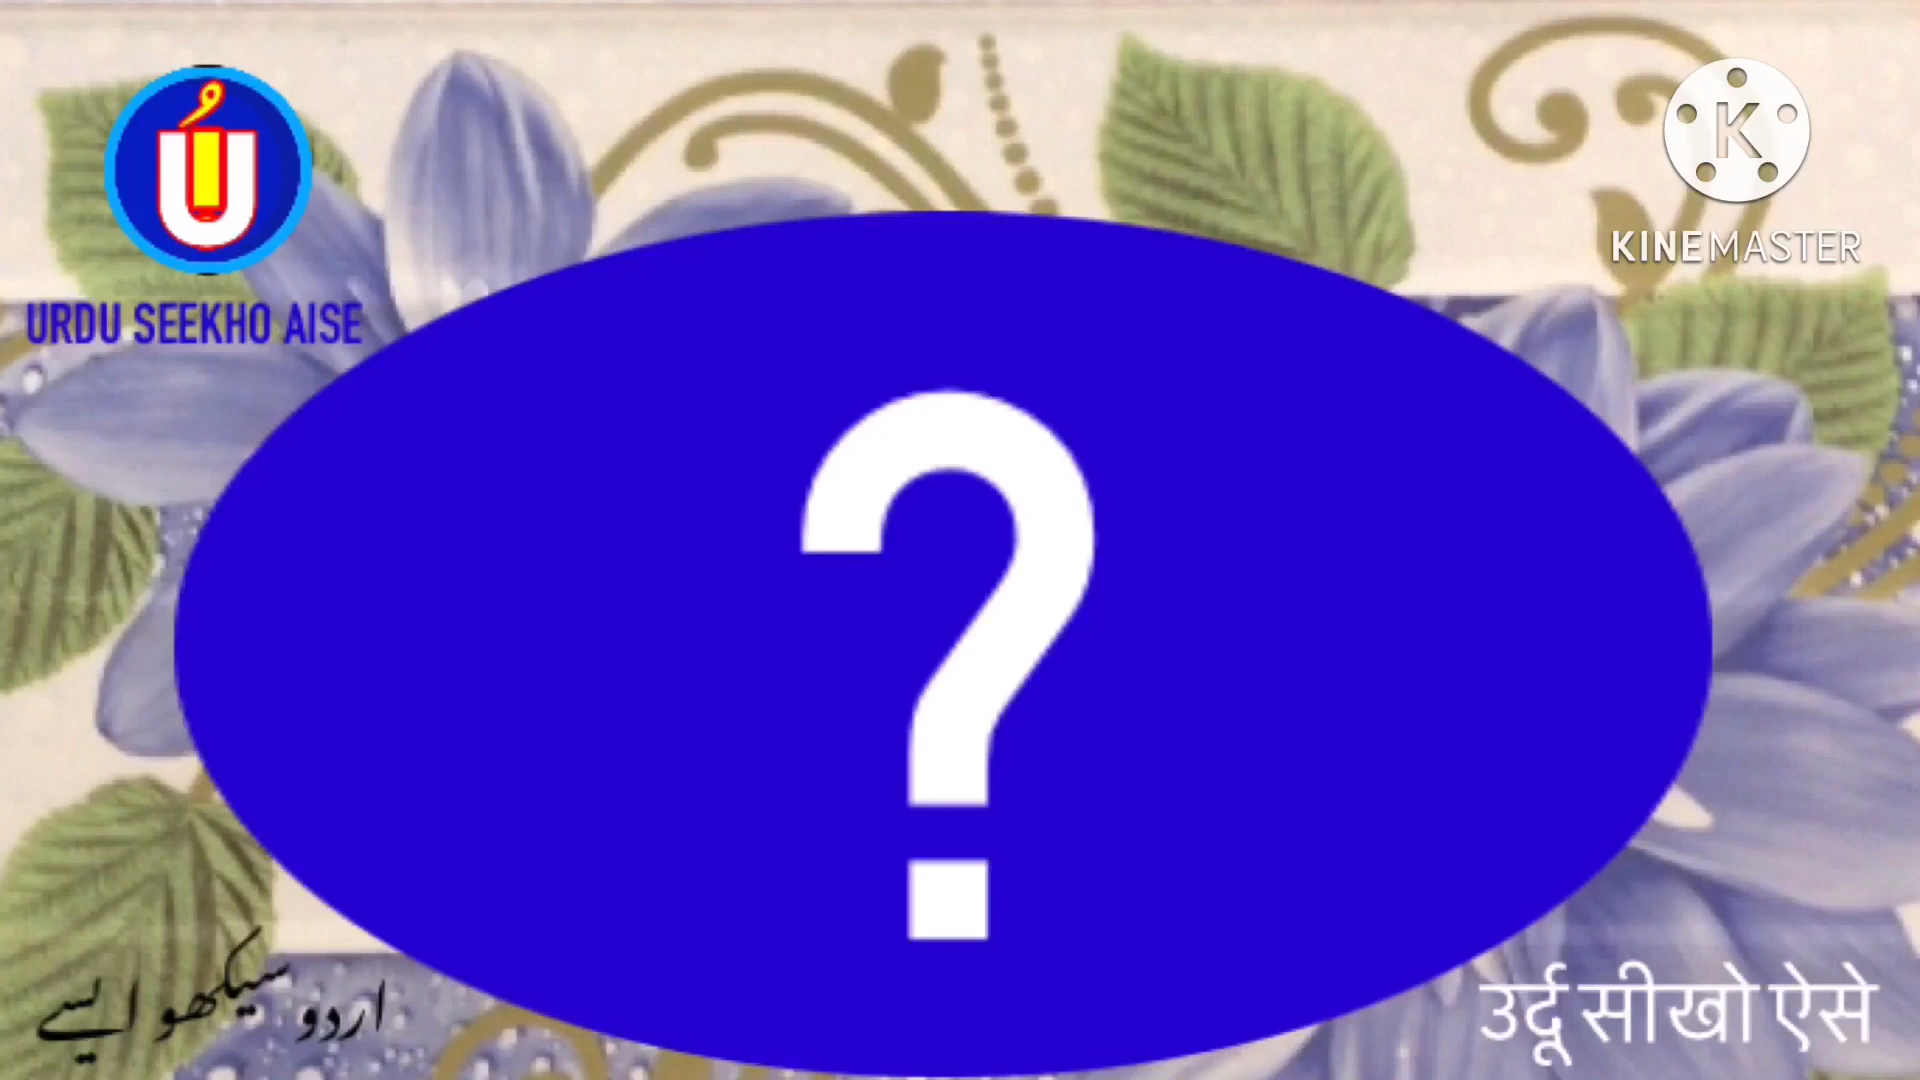 URDU SEEKHO AISE
K
KINEMASTER
?
اردو سیکھو ایسے
उर्दू सीखो ऐसे